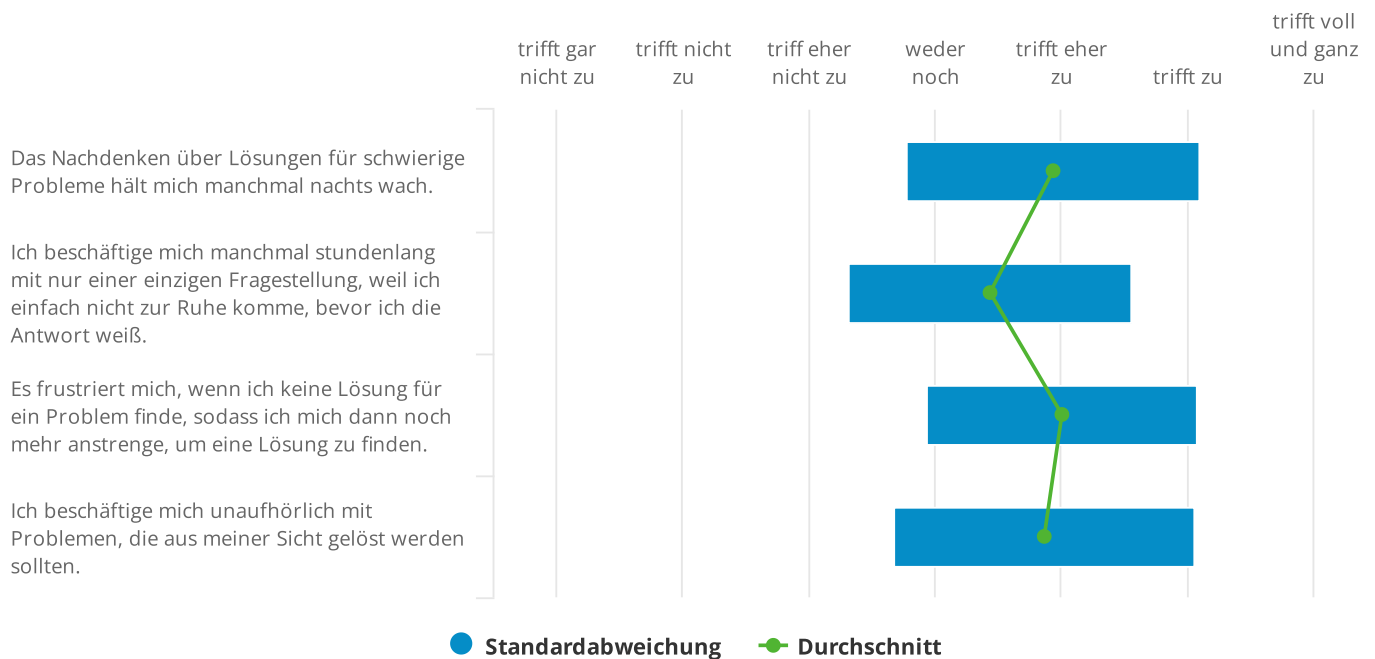 trifft gar
nicht zu
trifft nicht
zu
triff eher
nicht zu
weder
noch
trifft eher
zu
trifft zu
trifft voll
und ganz
zu
Das Nachdenken über Lösungen für schwierige
Probleme hält mich manchmal nachts wach.
Ich beschäftige mich manchmal stundenlang
mit nur einer einzigen Fragestellung, weil ich
einfach nicht zur Ruhe komme, bevor ich die
Antwort weiß.
Es frustriert mich, wenn ich keine Lösung für
ein Problem finde, sodass ich mich dann noch
mehr anstrenge, um eine Lösung zu finden.
Ich beschäftige mich unaufhörlich mit
Problemen, die aus meiner Sicht gelöst werden
sollten.
Standardabweichung
Durchschnitt